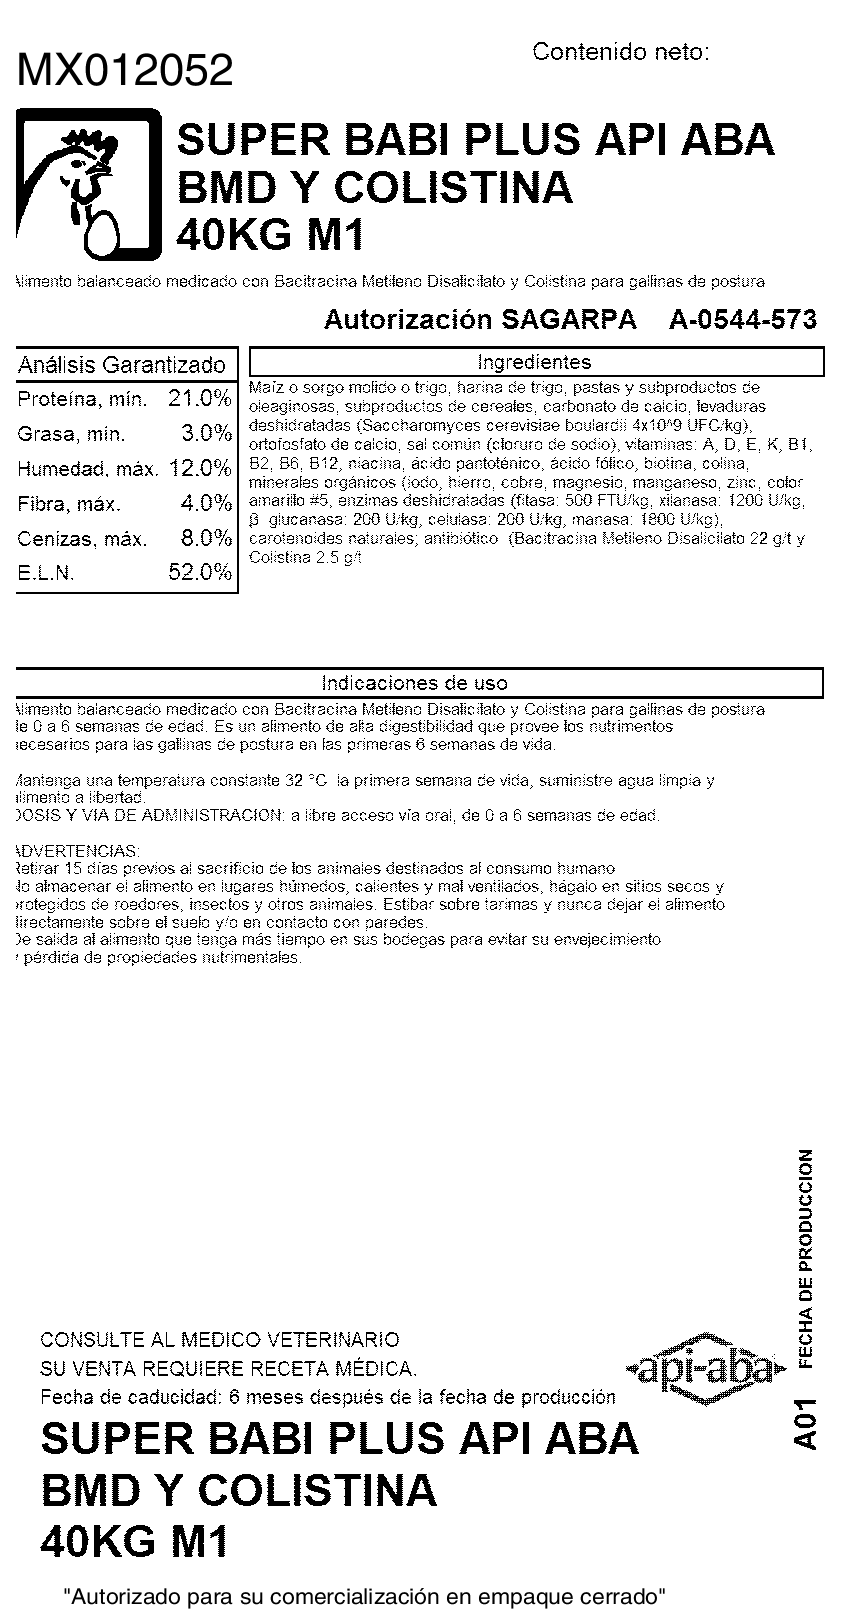 Contenido neto:
MX012052
SUPER BABI PLUS API ABA
BMD Y COLISTINA
40KG M1
Alimento balanceado medicado con Bacitracina Metileno Disalicilato y Colistina para gallinas de postura
Autorización SAGARPA A-0544-573
Análisis Garantizado
Proteína, mín. 21.0%
Grasa, mín. 3.0%
Humedad, máx. 12.0%
Fibra, máx. 4.0%
Cenizas, máx. 8.0%
E.L.N. 52.0%
Ingredientes
Maíz o sorgo molido o trigo, harina de trigo, pastas y subproductos de
oleaginosas, subproductos de cereales, carbonato de calcio, levaduras
deshidratadas (Saccharomyces cerevisiae boulardii 4x10^9 UFC/kg),
ortofosfato de calcio, sal común (cloruro de sodio), vitaminas: A, D, E, K, B1,
B2, B6, B12, niacina, ácido pantoténico, ácido fólico, biotina, colina,
minerales orgánicos (iodo, hierro, cobre, magnesio, manganeso, zinc, color
amarillo #5, enzimas deshidratadas (fitasa: 500 FTU/kg, xilanasa: 1200 U/kg,
β glucanasa: 200 U/kg, celulasa: 200 U/kg, manasa: 1800 U/kg),
carotenoides naturales; antibiótico (Bacitracina Metileno Disalicilato 22 g/t y
Colistina 2.5 g/t
Indicaciones de uso
Alimento balanceado medicado con Bacitracina Metileno Disalicilato y Colistina para gallinas de postura
de 0 a 6 semanas de edad. Es un alimento de alta digestibilidad que provee los nutrimentos
necesarios para las gallinas de postura en las primeras 6 semanas de vida.
Mantenga una temperatura constante 32 °C la primera semana de vida, suministre agua limpia y
alimento a libertad.
DOSIS Y VIA DE ADMINISTRACION: a libre acceso vía oral, de 0 a 6 semanas de edad.
ADVERTENCIAS:
Retirar 15 días previos al sacrificio de los animales destinados al consumo humano
No almacenar el alimento en lugares húmedos, calientes y mal ventilados, hágalo en sitios secos y
protegidos de roedores, insectos y otros animales. Estibar sobre tarimas y nunca dejar el alimento
directamente sobre el suelo y/o en contacto con paredes.
De salida al alimento que tenga más tiempo en sus bodegas para evitar su envejecimiento
y pérdida de propiedades nutrimentales.
A01 FECHA DE PRODUCCION
CONSULTE AL MEDICO VETERINARIO
SU VENTA REQUIERE RECETA MÉDICA.
Fecha de caducidad: 6 meses después de la fecha de producción
api-aba
SUPER BABI PLUS API ABA
BMD Y COLISTINA
40KG M1
"Autorizado para su comercialización en empaque cerrado"